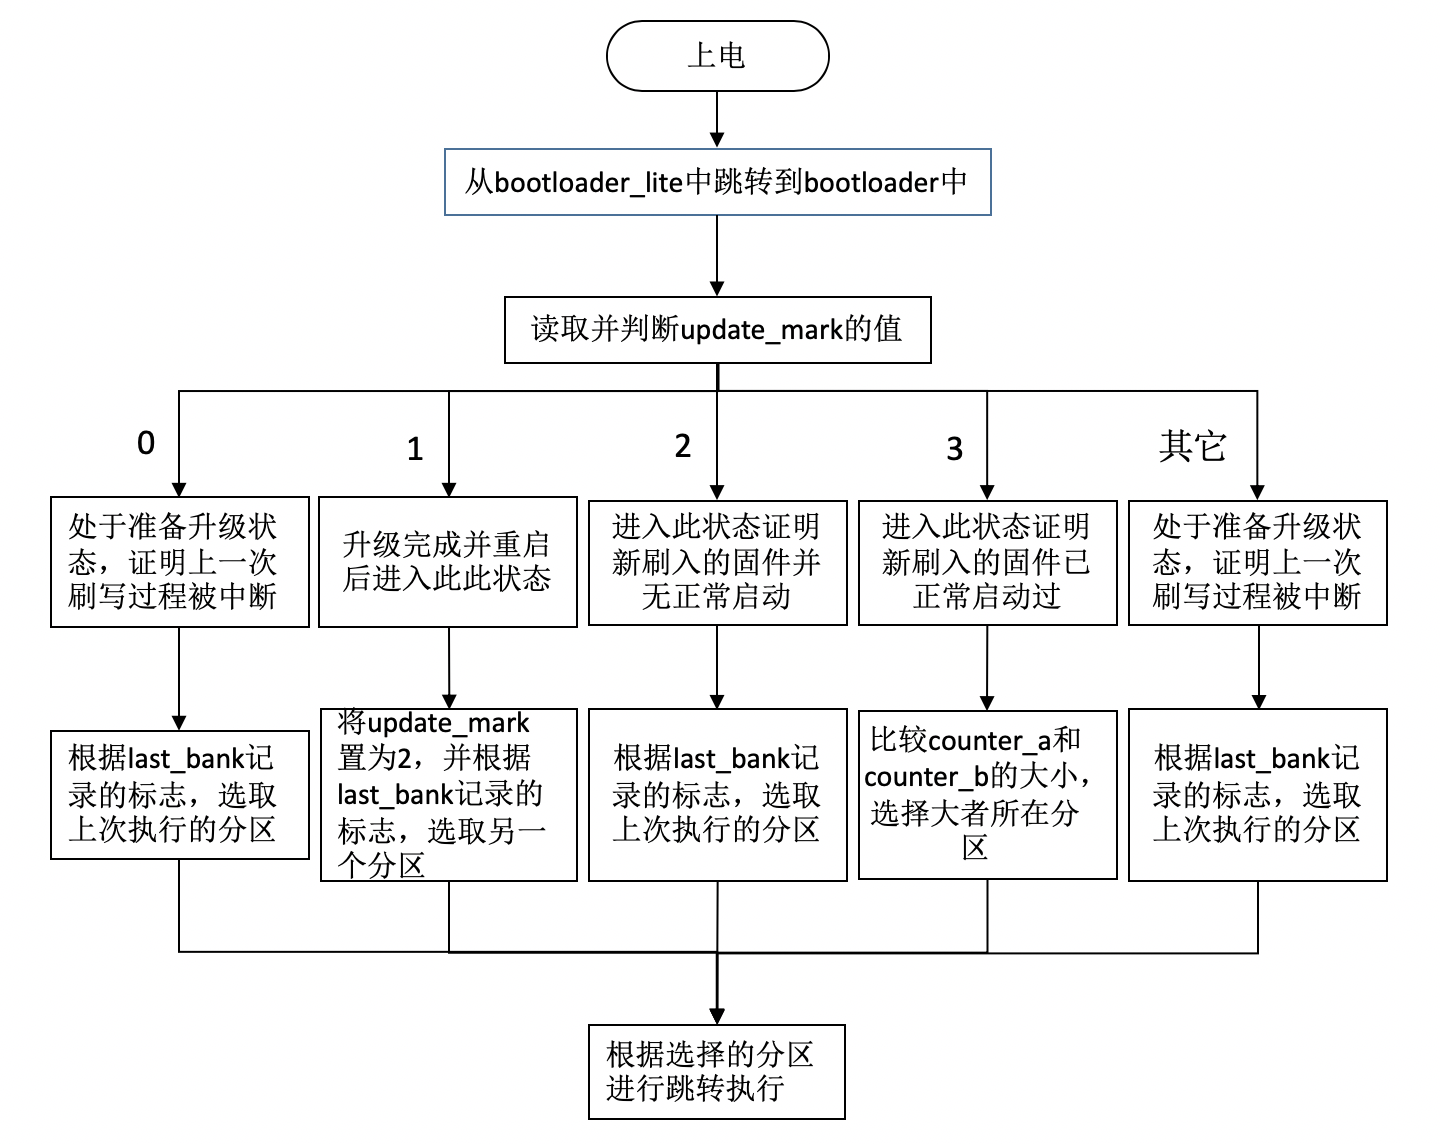 上电
从bootloader_lite中跳转到bootloader中
读取并判断update_mark的值
0
1
2
3
其它
处于准备升级状
态，证明上一次
刷写过程被中断
升级完成并重启
后进入此此状态
进入此状态证明
新刷入的固件并
无正常启动
进入此状态证明
新刷入的固件已
正常启动过
处于准备升级状
态，证明上一次
刷写过程被中断
根据last_bank记
录的标志，选取
上次执行的分区
将update_mark
置为2，并根据
last_bank记录的
标志，选取另一
个分区
根据last_bank记
录的标志，选取
上次执行的分区
比较counter_a和
counter_b的大小，
选择大者所在分
区
根据last_bank记
录的标志，选取
上次执行的分区
根据选择的分区
进行跳转执行